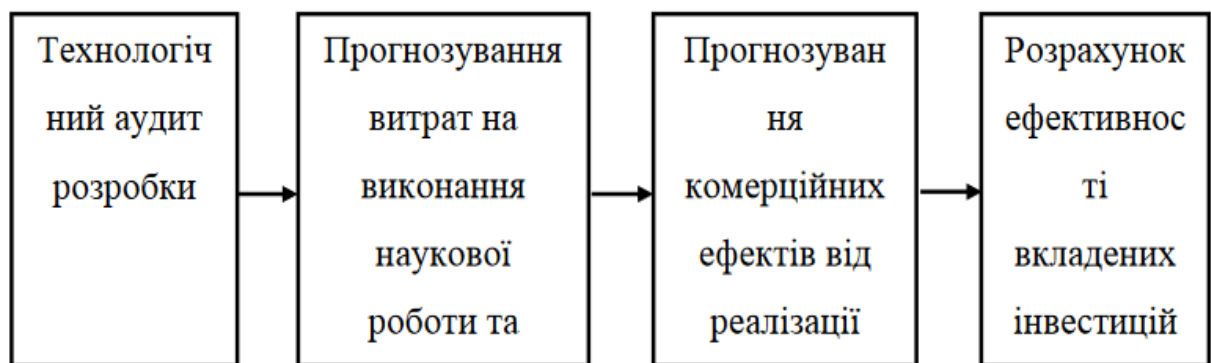 Технологіч
ний аудит
розробки
Прогнозування
витрат на
виконання
наукової
роботи та
Прогнозуван
ня
комерційних
ефектів від
реалізації
Розрахунок
ефективнос
ті
вкладених
інвестицій